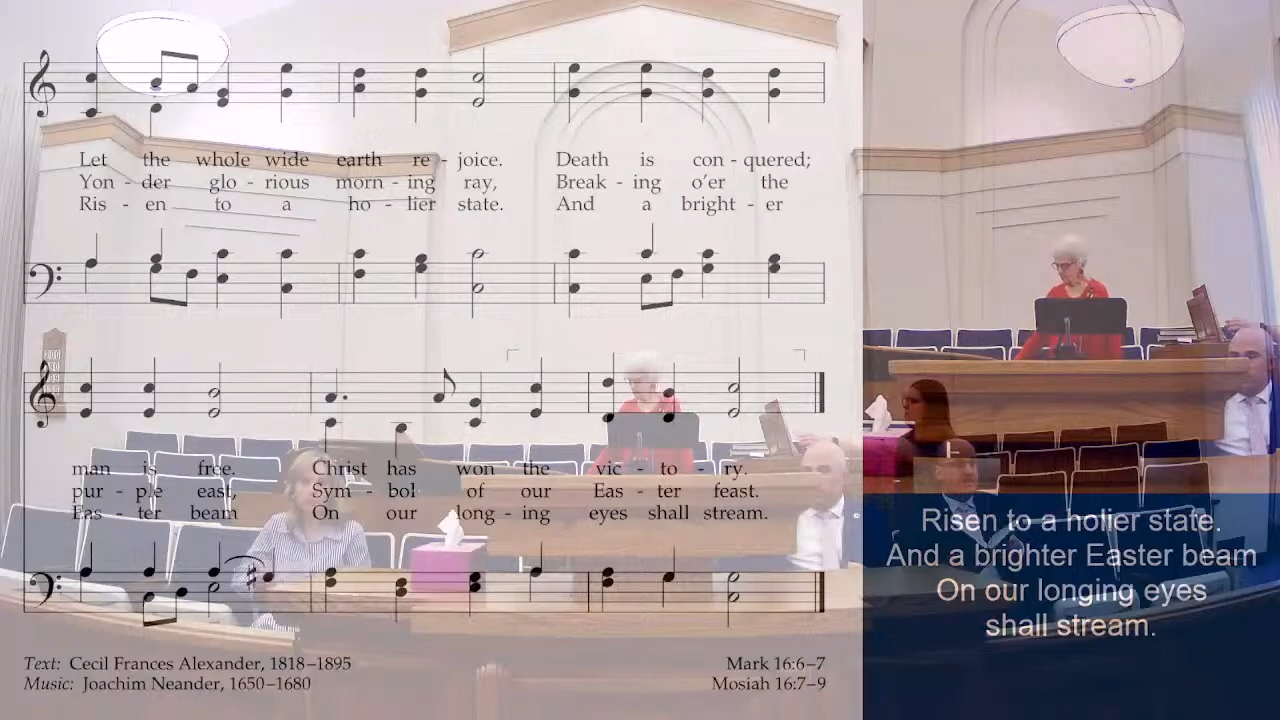 Let the whole wide earth re - joice. Death is con - quered;
Yon - der glo - rious morn - ing ray, Break - ing o'er the
Ris - en to a ho - lier state. And a bright - er
man is free. Christ has won the vic - to - ry.
pur - ple east, Sym - bol of our Eas - ter feast.
Eas - ter beam On our long - ing eyes shall stream.
Text: Cecil Frances Alexander, 1818–1895
Music: Joachim Neander, 1650–1680
Mark 16:6–7
Mosiah 16:7–9
Risen to a holier state.
And a brighter Easter beam
On our longing eyes
shall stream.